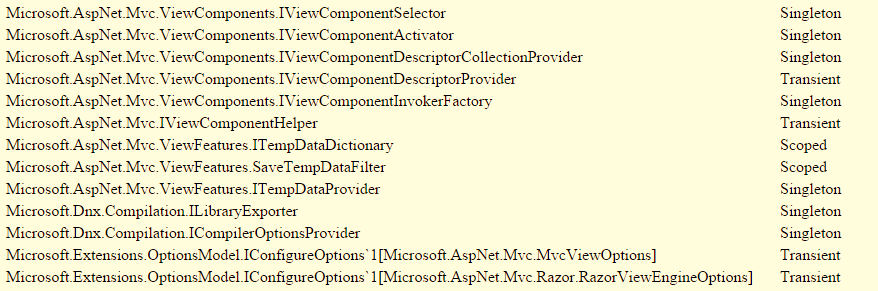 Microsoft.AspNet.Mvc.ViewComponents.IViewComponentSelector Singleton
Microsoft.AspNet.Mvc.ViewComponents.IViewComponentActivator Singleton
Microsoft.AspNet.Mvc.ViewComponents.IViewComponentDescriptorCollectionProvider Singleton
Microsoft.AspNet.Mvc.ViewComponents.IViewComponentDescriptorProvider Transient
Microsoft.AspNet.Mvc.ViewComponents.IViewComponentInvokerFactory Singleton
Microsoft.AspNet.Mvc.IViewComponentHelper Transient
Microsoft.AspNet.Mvc.ViewFeatures.ITempDataDictionary Scoped
Microsoft.AspNet.Mvc.ViewFeatures.SaveTempDataFilter Scoped
Microsoft.AspNet.Mvc.ViewFeatures.ITempDataProvider Singleton
Microsoft.Dnx.Compilation.ILibraryExporter Singleton
Microsoft.Dnx.Compilation.ICompilerOptionsProvider Singleton
Microsoft.Extensions.OptionsModel.IConfigureOptions`1[Microsoft.AspNet.Mvc.MvcViewOptions] Transient
Microsoft.Extensions.OptionsModel.IConfigureOptions`1[Microsoft.AspNet.Mvc.Razor.RazorViewEngineOptions] Transient